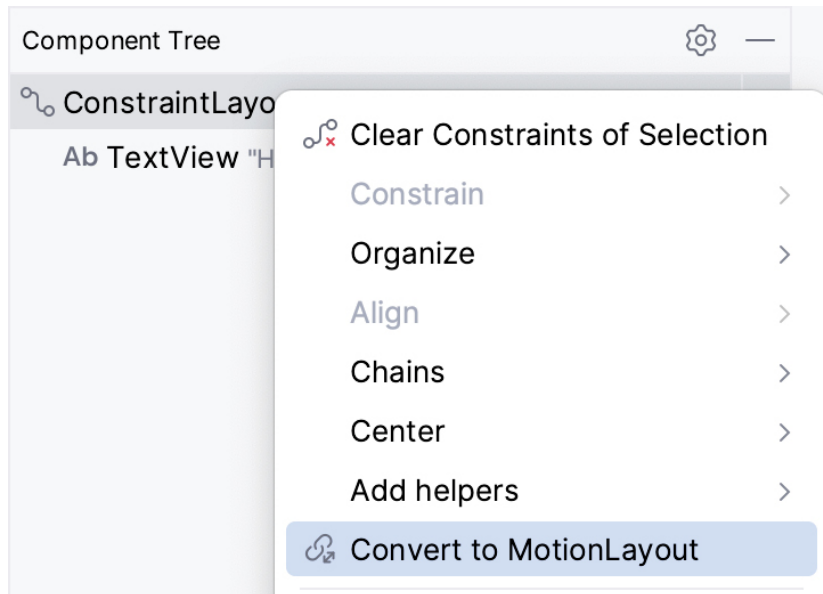 Component Tree
ConstraintLayo
Clear Constraints of Selection
Ab TextView "H
Constrain
Organize
Align
Chains
Center
Add helpers
Convert to MotionLayout